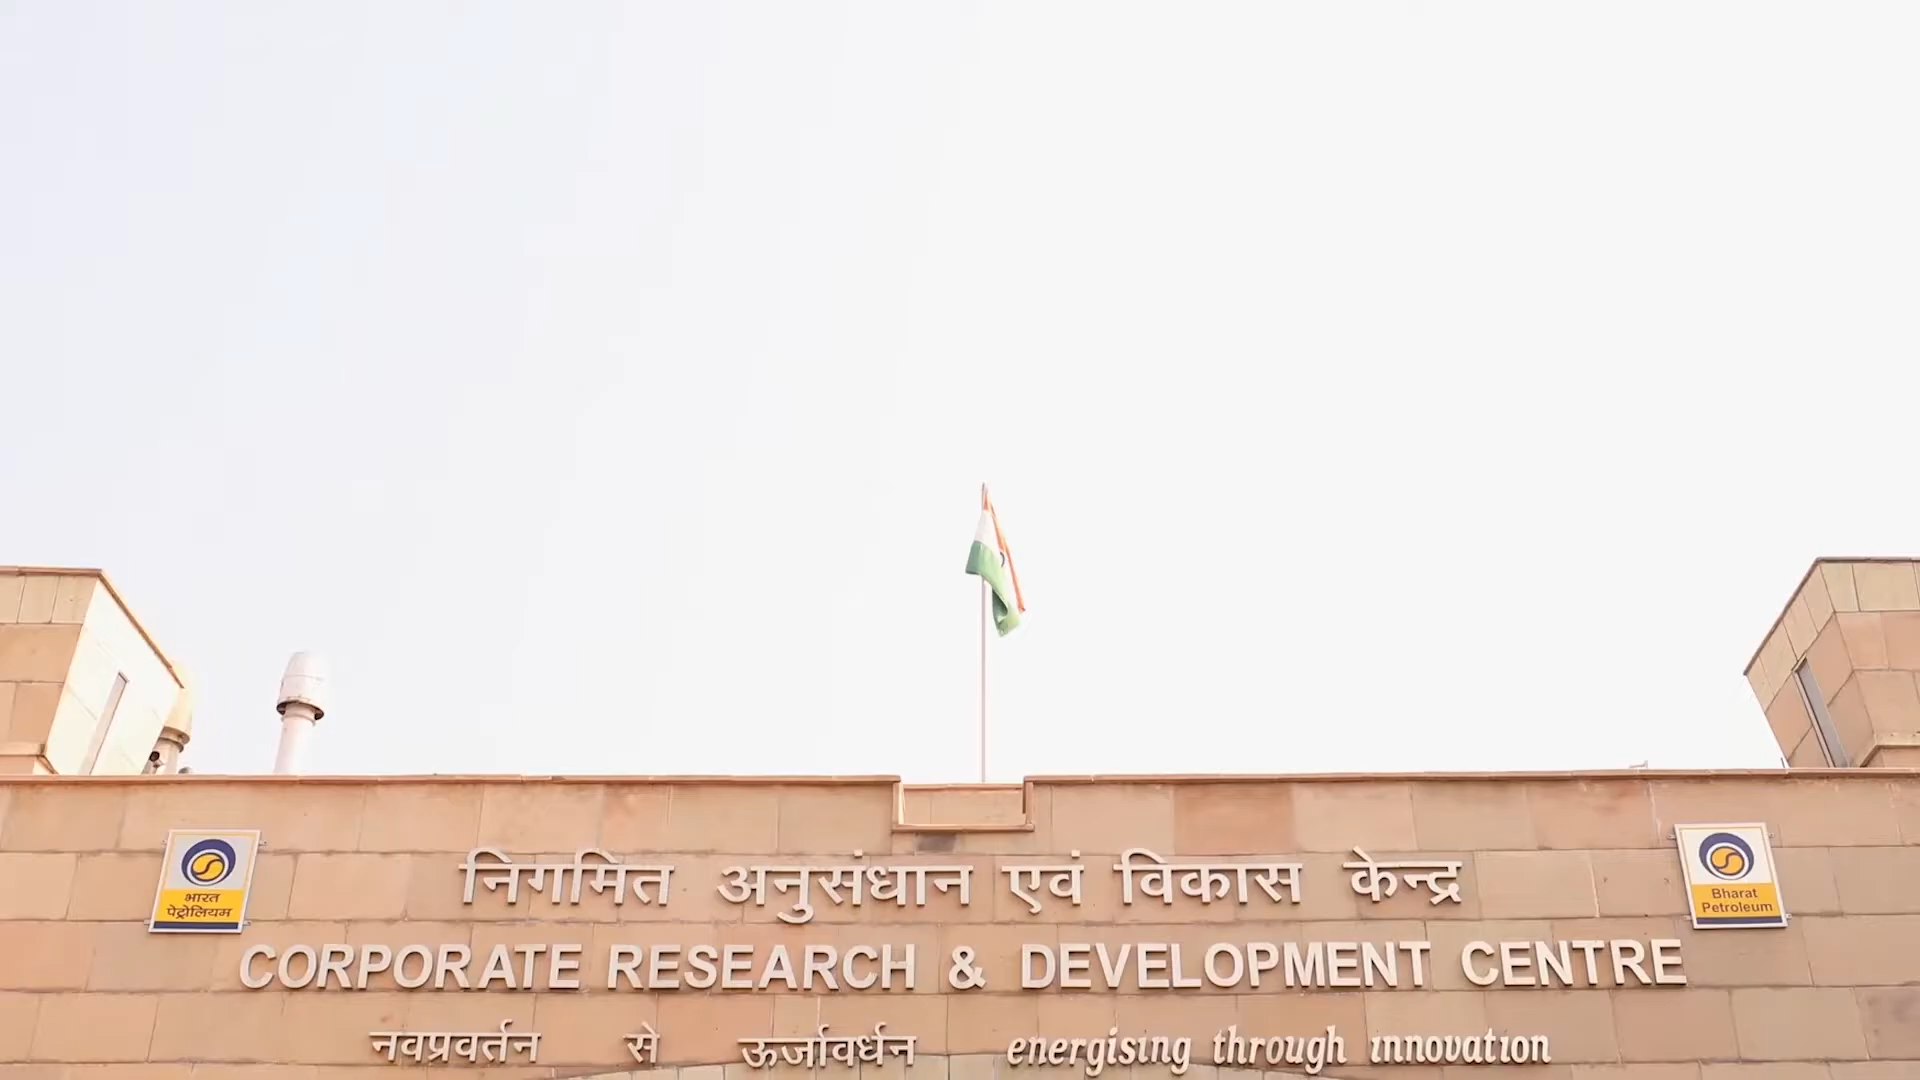 भारत
पेट्रोलियम
निगमित अनुसंधान एवं विकास केन्द्र
Bharat
Petroleum
CORPORATE RESEARCH & DEVELOPMENT CENTRE
नवप्रवर्तन से ऊर्जावर्धन energising through innovation